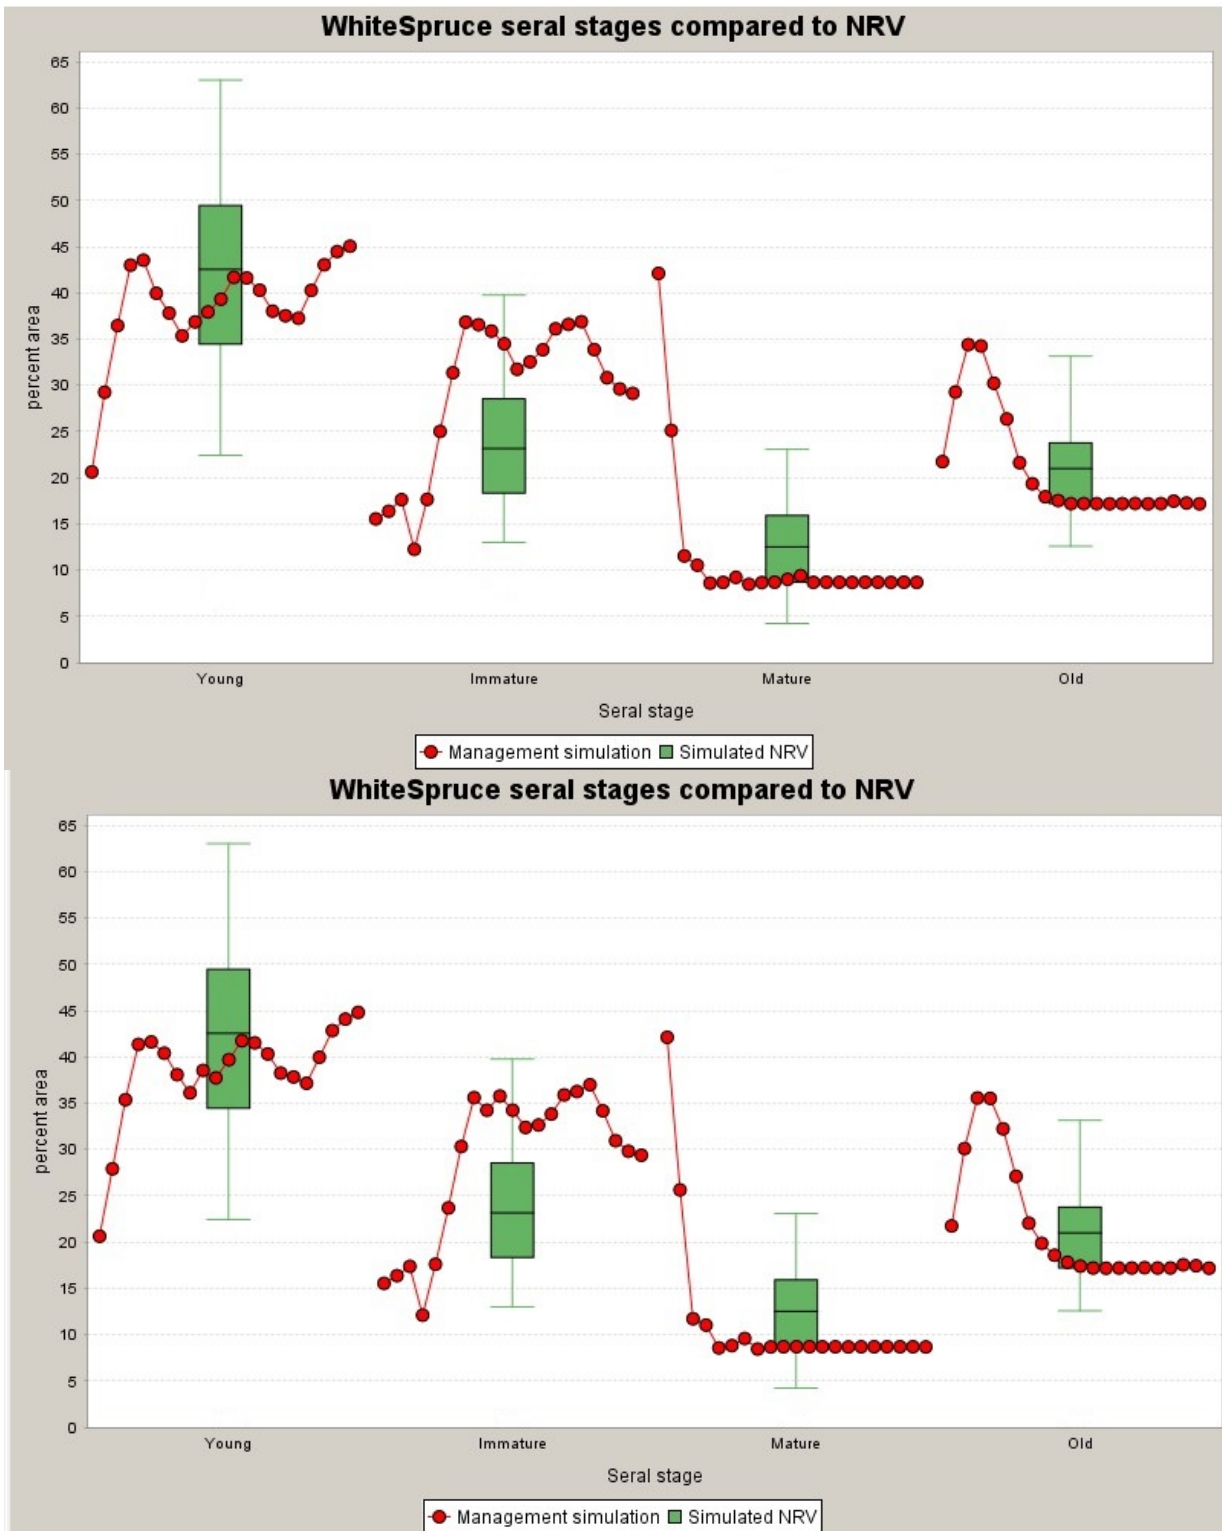 WhiteSpruce seral stages compared to NRV
65
60
55
50
45
40
35
30
25
20
15
10
5
0
percent area
Young Immature Mature Old
Seral stage
Management simulation Simulated NRV
WhiteSpruce seral stages compared to NRV
65
60
55
50
45
40
35
30
25
20
15
10
5
0
percent area
Young Immature Mature Old
Seral stage
Management simulation Simulated NRV